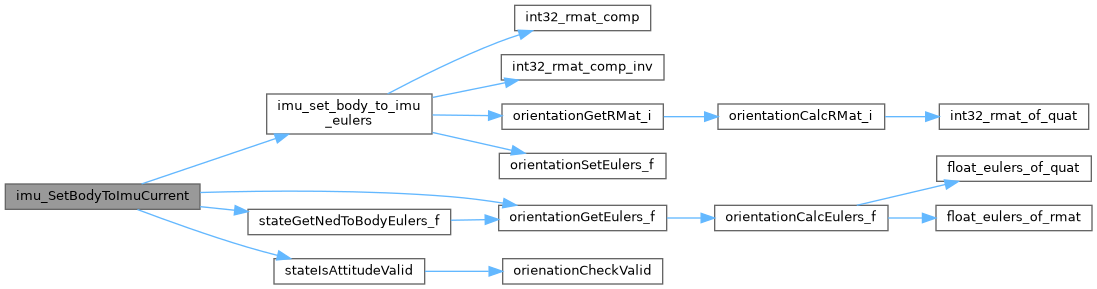 int32_rmat_comp
int32_rmat_comp_inv
imu_set_body_to_imu
_eulers
orientationGetRMat_i
orientationCalcRMat_i
int32_rmat_of_quat
orientationSetEulers_f
float_eulers_of_quat
imu_SetBodyToImuCurrent
stateGetNedToBodyEulers_f
orientationGetEulers_f
orientationCalcEulers_f
float_eulers_of_rmat
stateIsAttitudeValid
orienationCheckValid